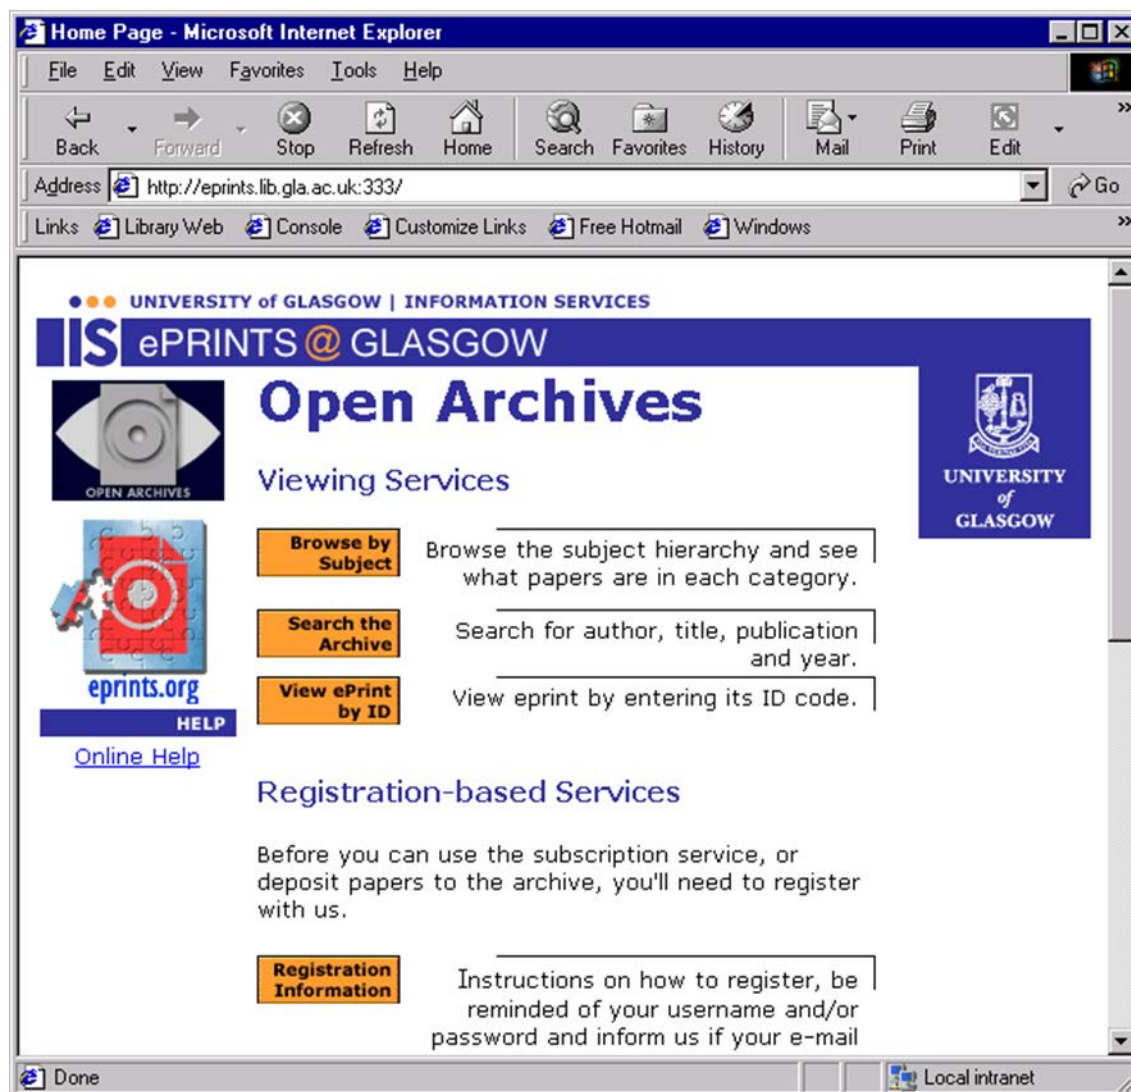 Home Page - Microsoft Internet Explorer
File Edit View Favorites Tools Help
Back Forward Stop Refresh Home Search Favorites History Mail Print Edit »
Address http://eprints.lib.gla.ac.uk:333/ Go
Links Library Web Console Customize Links Free Hotmail Windows »
UNIVERSITY of GLASGOW | INFORMATION SERVICES
IS ePRINTS@GLASGOW
Open Archives
OPEN ARCHIVES
UNIVERSITY
of
GLASGOW
Viewing Services
Browse by
Subject
Browse the subject hierarchy and see
what papers are in each category.
Search the
Archive
Search for author, title, publication
and year.
View ePrint
by ID
View eprint by entering its ID code.
eprints.org
HELP
Online Help
Registration-based Services
Before you can use the subscription service, or
deposit papers to the archive, you'll need to register
with us.
Registration
Information
Instructions on how to register, be
reminded of your username and/or
password and inform us if your e-mail
Done Local intranet